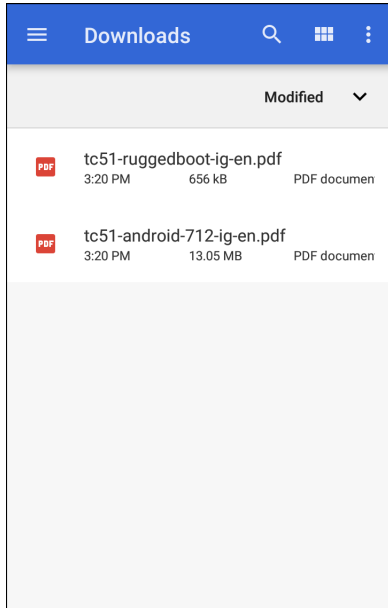 Downloads
Modified
PDF
tc51-ruggedboot-ig-en.pdf
3:20 PM 656 kB PDF documen
PDF
tc51-android-712-ig-en.pdf
3:20 PM 13.05 MB PDF documen